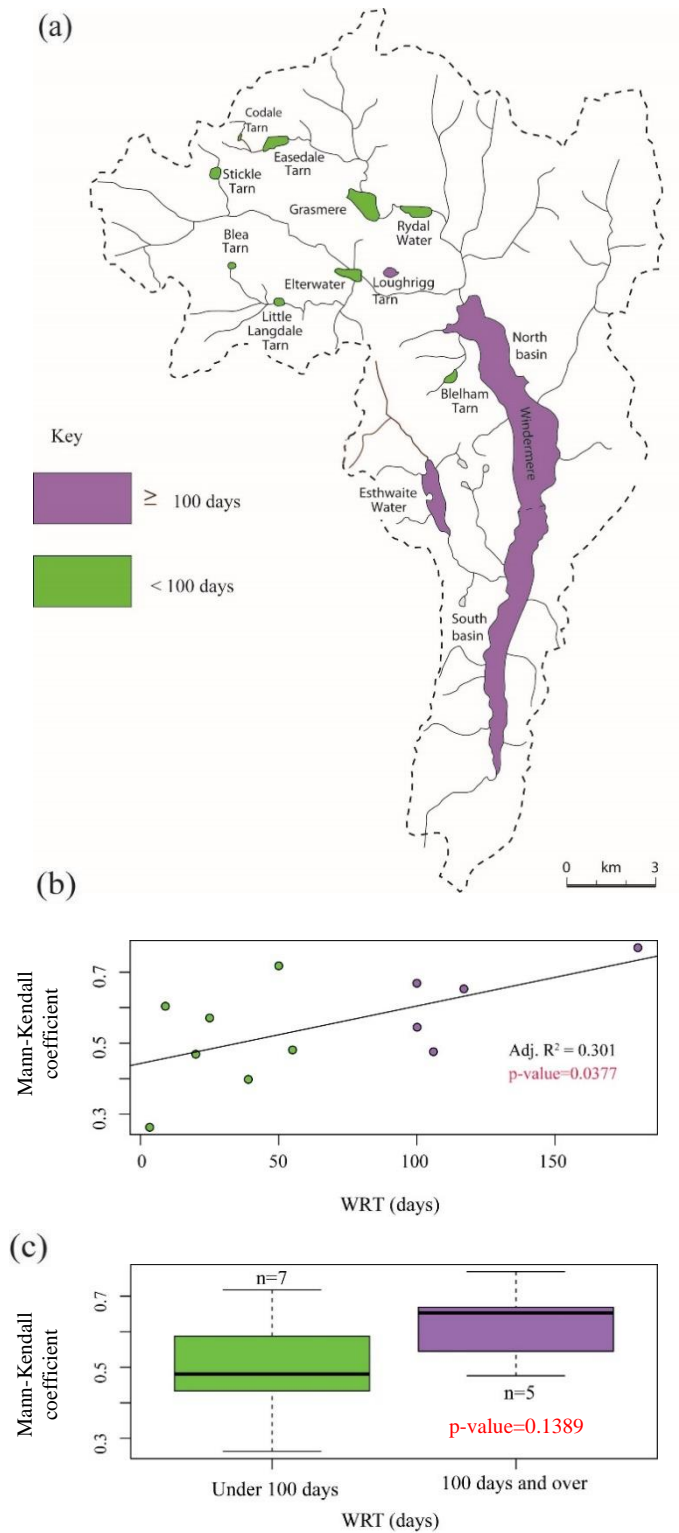 (a)
Codale
Tarn
Easedale
Tarn
Stickle
Tarn
Grasmere
Rydal
Water
Blea
Tarn
Elterwater
Loughrigg
Tarn
Little
Langdale
Tarn
North
basin
Blelham
Tarn
Windermere
Key
≥ 100 days
Esthwaite
Water
< 100 days
South
basin
0 km 3
(b)
Mann-Kendall
coefficient
0.7
0.5
0.3
Adj. R² = 0.301
p-value=0.0377
0 50 100 150
WRT (days)
(c)
Mann-Kendall
coefficient
0.7
0.5
0.3
n=7
n=5
p-value=0.1389
Under 100 days 100 days and over
WRT (days)